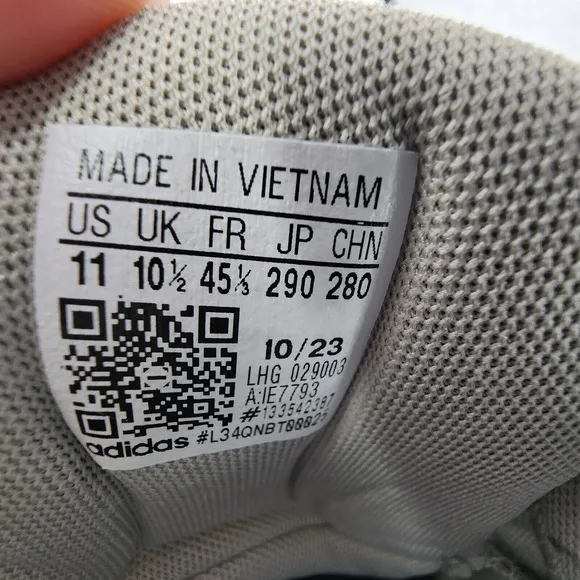 MADE IN VIETNAM
US UK FR JP CHN
11 10½ 45⅓ 290 280
10/23
LHG 029003
A:IE7793
adidas